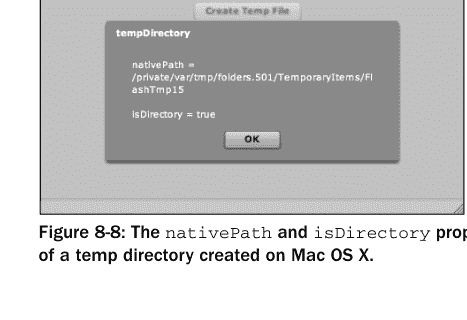 Create Temp File
tempDirectory
nativePath =
/private/var/tmp/folders.501/TemporaryItems/Fl
ashTmp15
isDirectory = true
OK
Figure 8-8: The nativePath and isDirectory prop
of a temp directory created on Mac OS X.